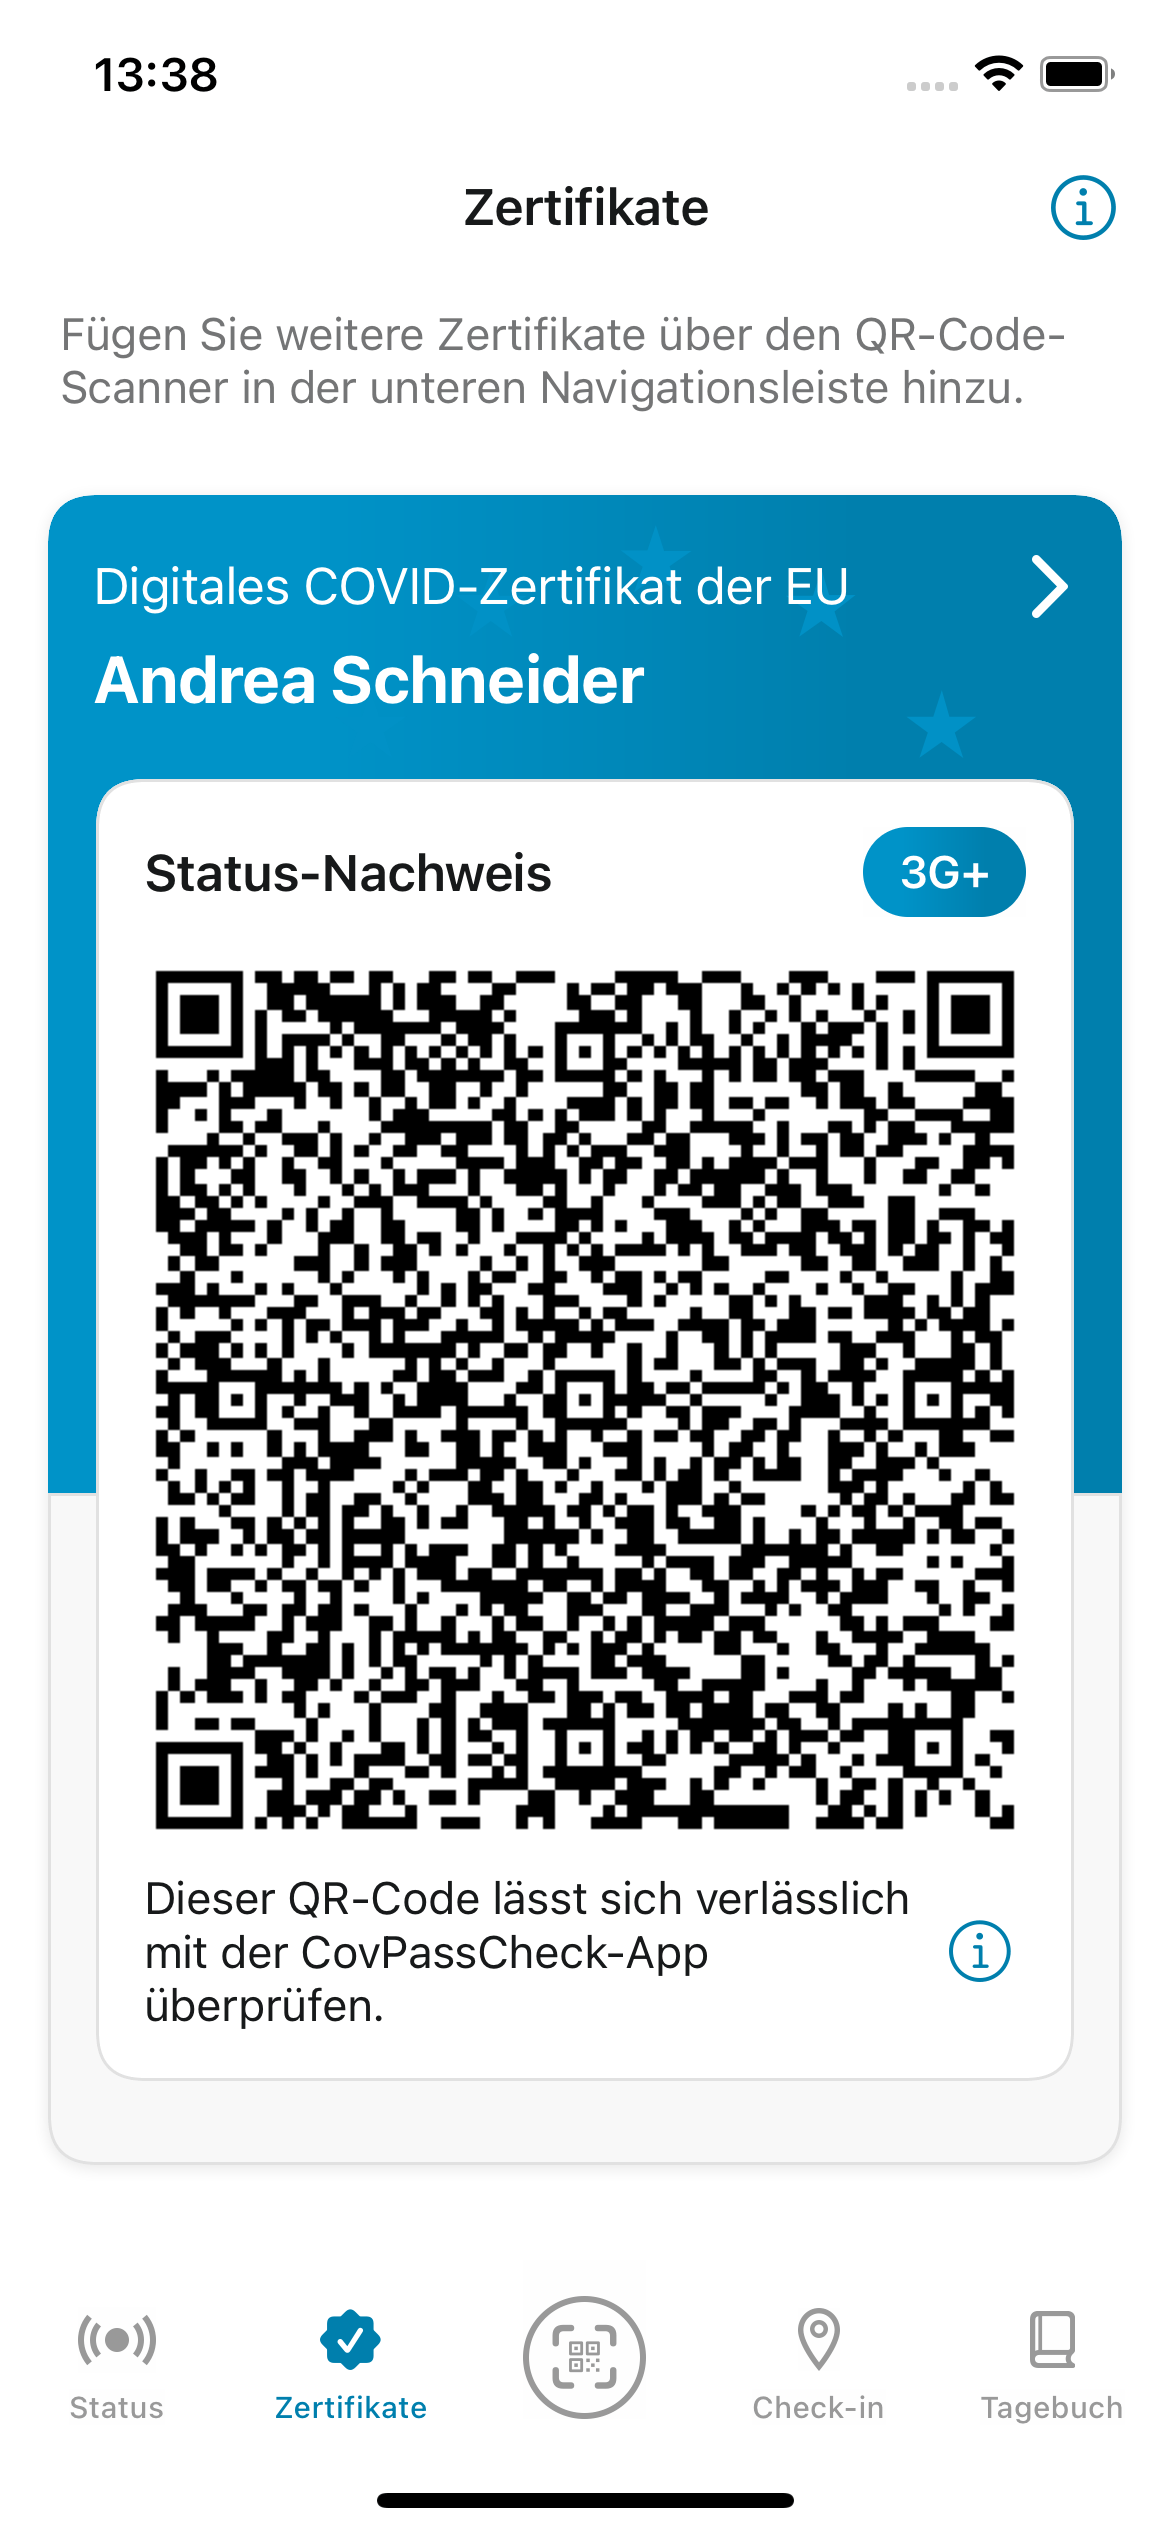 13:38
Zertifikate
Fügen Sie weitere Zertifikate über den QR-Code-
Scanner in der unteren Navigationsleiste hinzu.
Digitales COVID-Zertifikat der EU
Andrea Schneider
Status-Nachweis
3G+
Dieser QR-Code lässt sich verlässlich
mit der CovPassCheck-App
überprüfen.
Status
Zertifikate
Check-in
Tagebuch